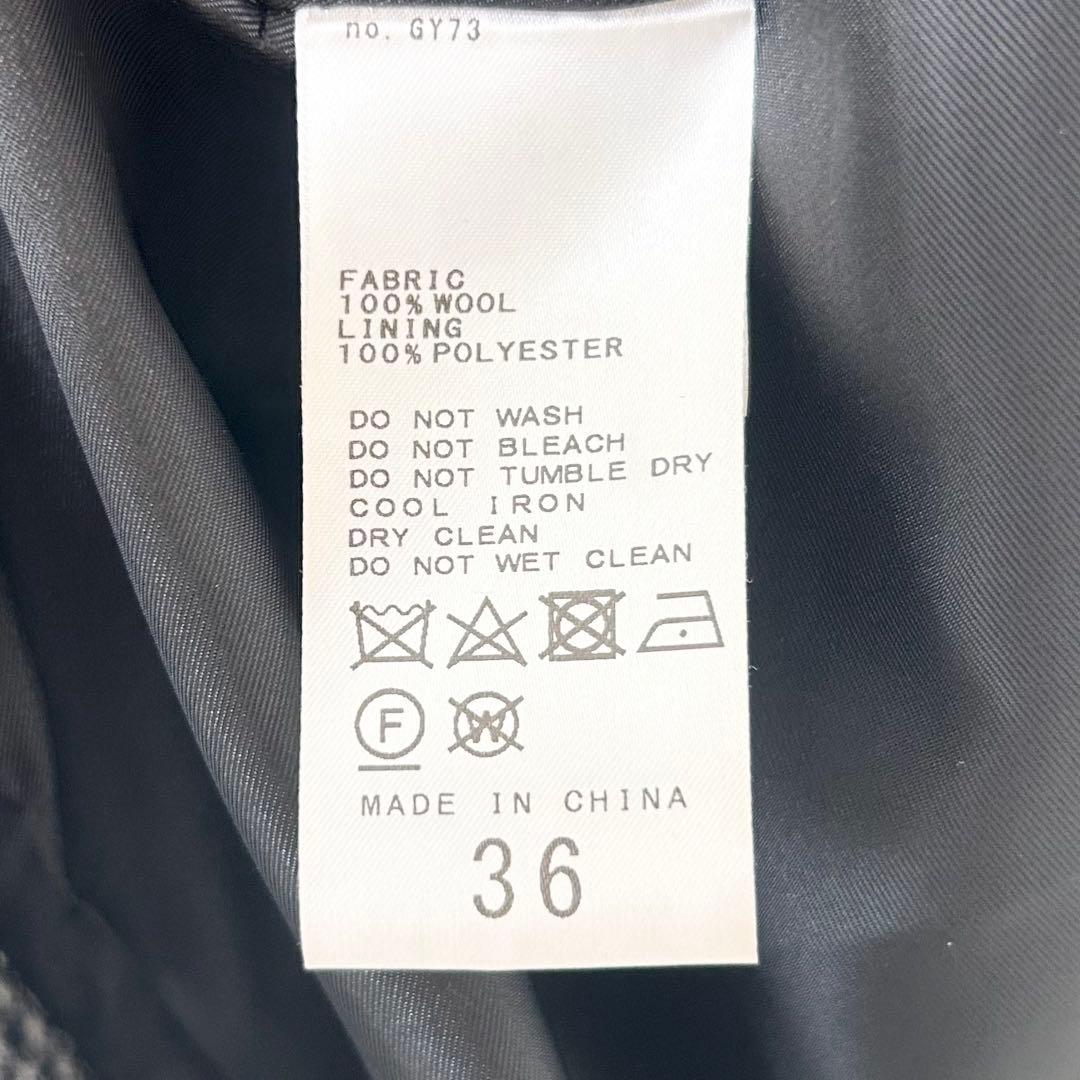 no. GY73
FABRIC
100% WOOL
LINING
100% POLYESTER
DO NOT WASH
DO NOT BLEACH
DO NOT TUMBLE DRY
COOL IRON
DRY CLEAN
DO NOT WET CLEAN
F W
MADE IN CHINA
36